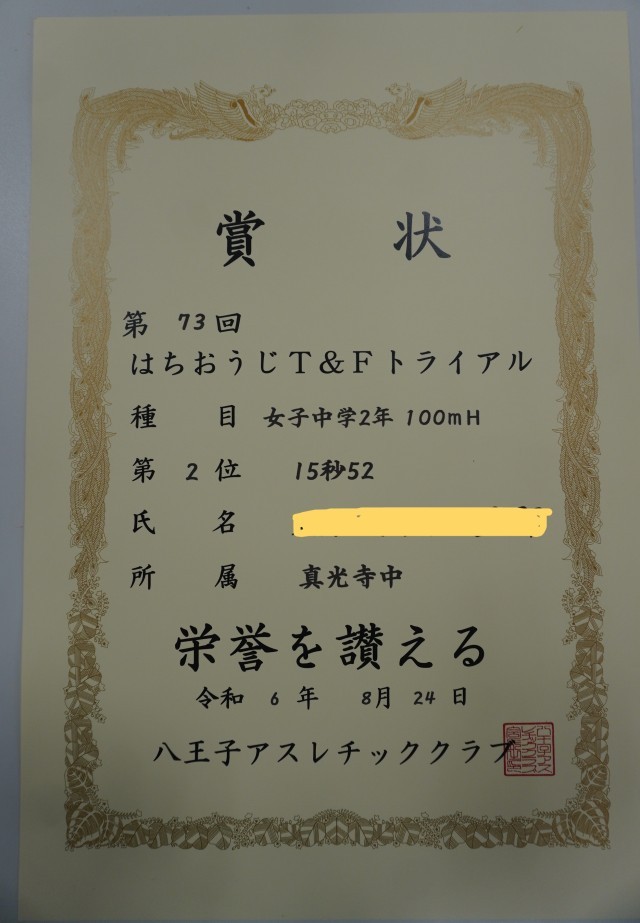 賞 状
第 73 回
はちおうじT&Fトライアル
種 目 女子中学2年 100mH
第 2 位 15秒52
氏 名
所 属 真光寺中
栄誉を讃える
令和 6 年 8月 24 日
八王子アスレチッククラブ